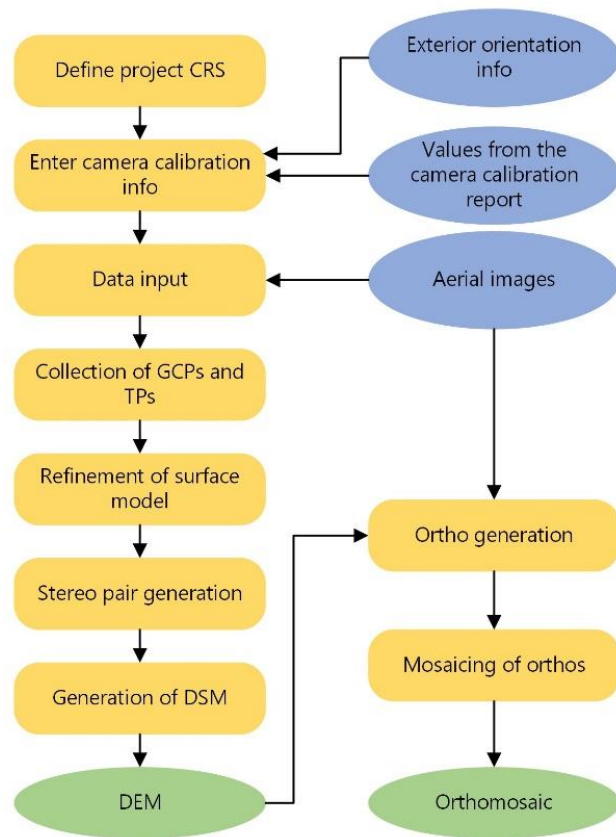 Define project CRS
Exterior orientation
info
Enter camera calibration
info
Values from the
camera calibration
report
Data input
Aerial images
Collection of GCPs and
TPs
Refinement of surface
model
Stereo pair generation
Generation of DSM
DEM
Ortho generation
Mosaicing of orthos
Orthomosaic